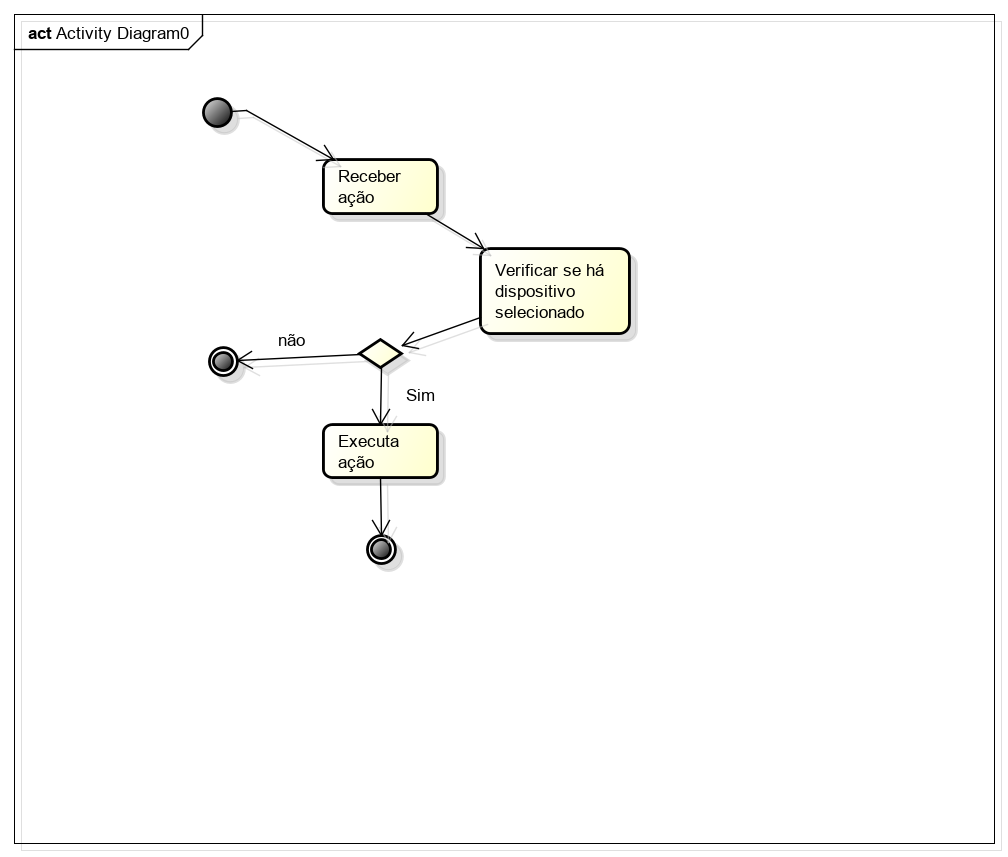 act Activity Diagram0
Receber
ação
Verificar se há
dispositivo
selecionado
não
Sim
Executa
ação